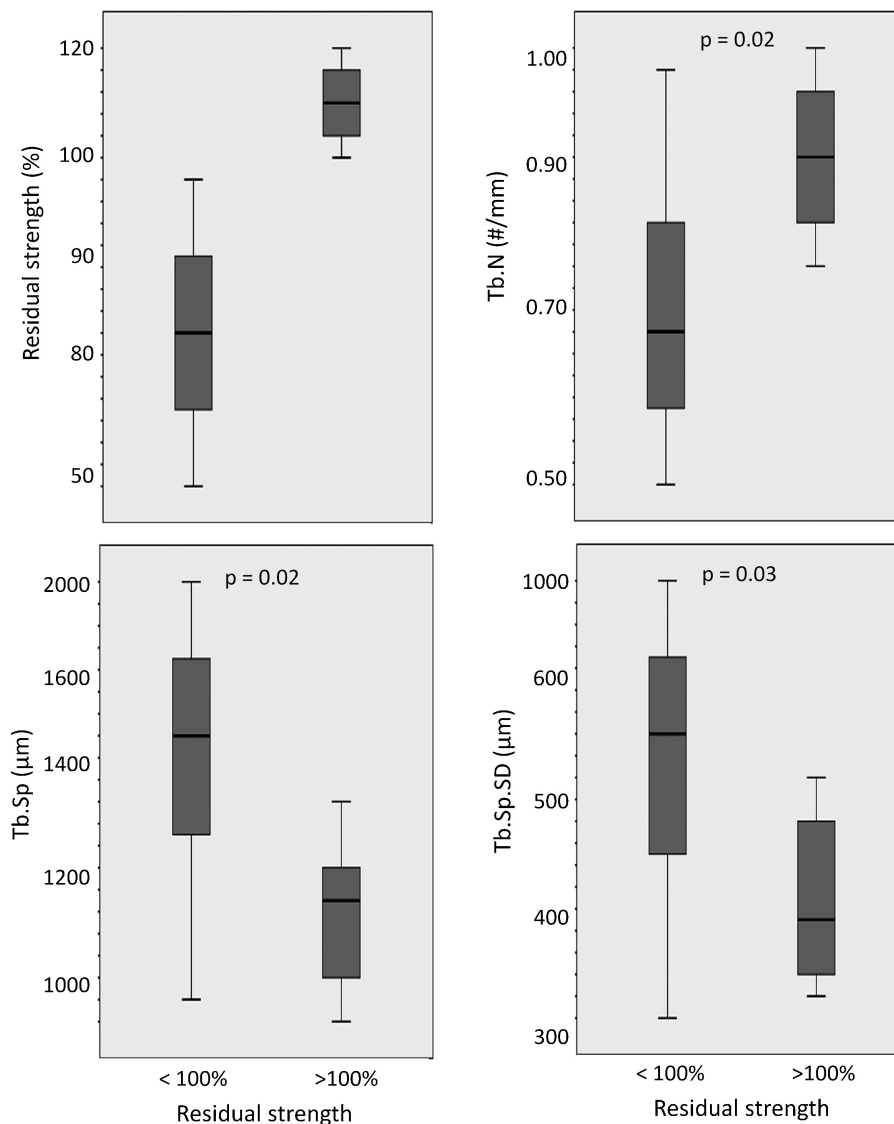 Residual strength (%)
120
100
90
80
50
p = 0.02
Tb.N (#/mm)
1.00
0.90
0.70
0.50
p = 0.02
Tb.Sp (µm)
2000
1600
1400
1200
1000
< 100%
>100%
Residual strength
p = 0.03
Tb.Sp.SD (µm)
1000
600
500
400
300
< 100%
>100%
Residual strength